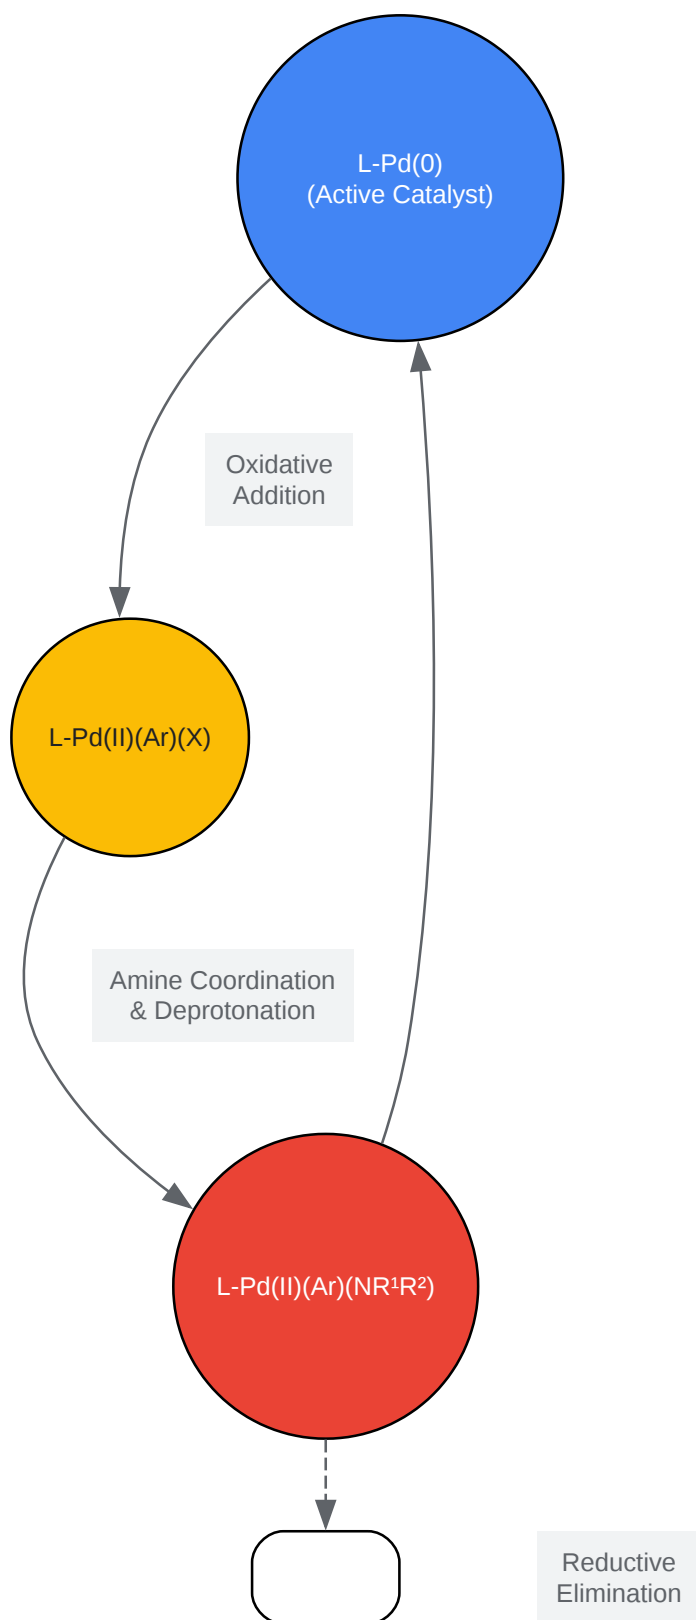 L-Pd(0)
(Active Catalyst)
Oxidative
Addition
L-Pd(II)(Ar)(X)
Amine Coordination
& Deprotonation
L-Pd(II)(Ar)(NR¹R²)
Reductive
Elimination